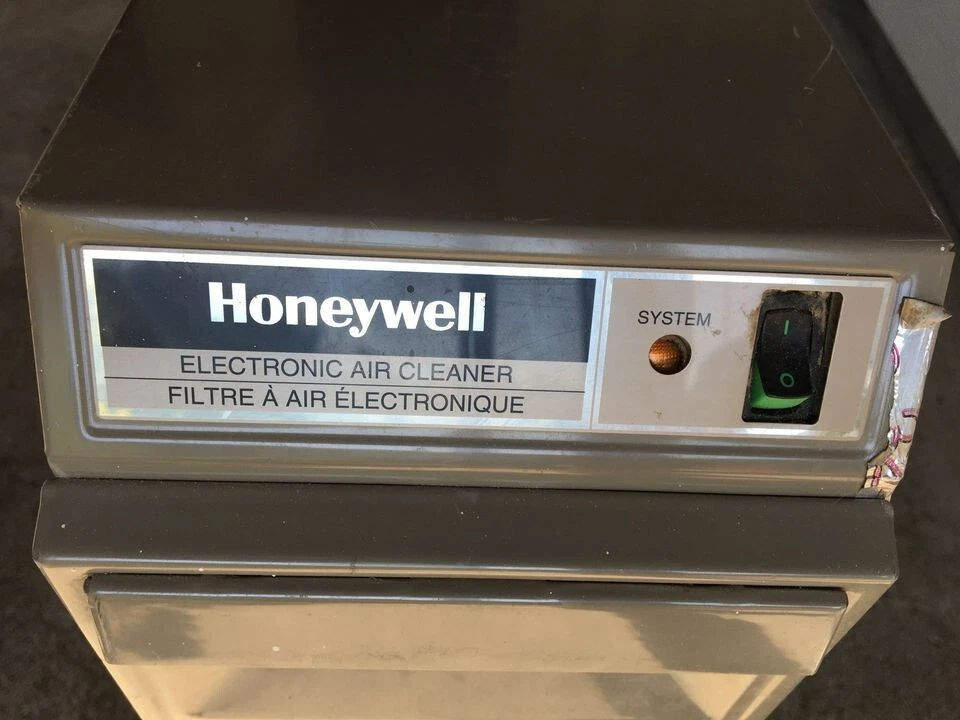 Honeywell
ELECTRONIC AIR CLEANER
FILTRE À AIR ÉLECTRONIQUE
SYSTEM
I
O